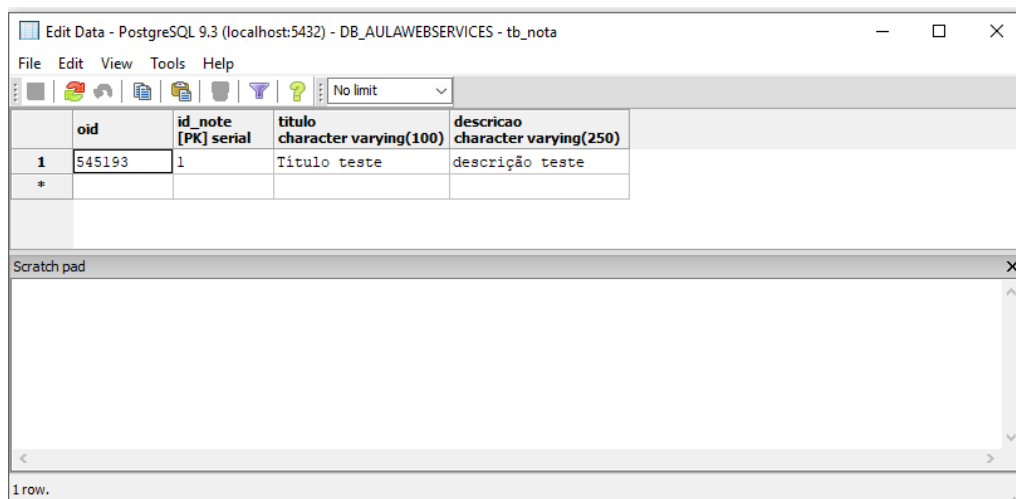 Edit Data - PostgreSQL 9.3 (localhost:5432) - DB_AULAWEBSERVICES - tb_nota
File Edit View Tools Help
No limit
oid id_note [PK] serial titulo character varying(100) descricao character varying(250)
1 545193 1 Título teste descrição teste
*
Scratch pad
1 row.